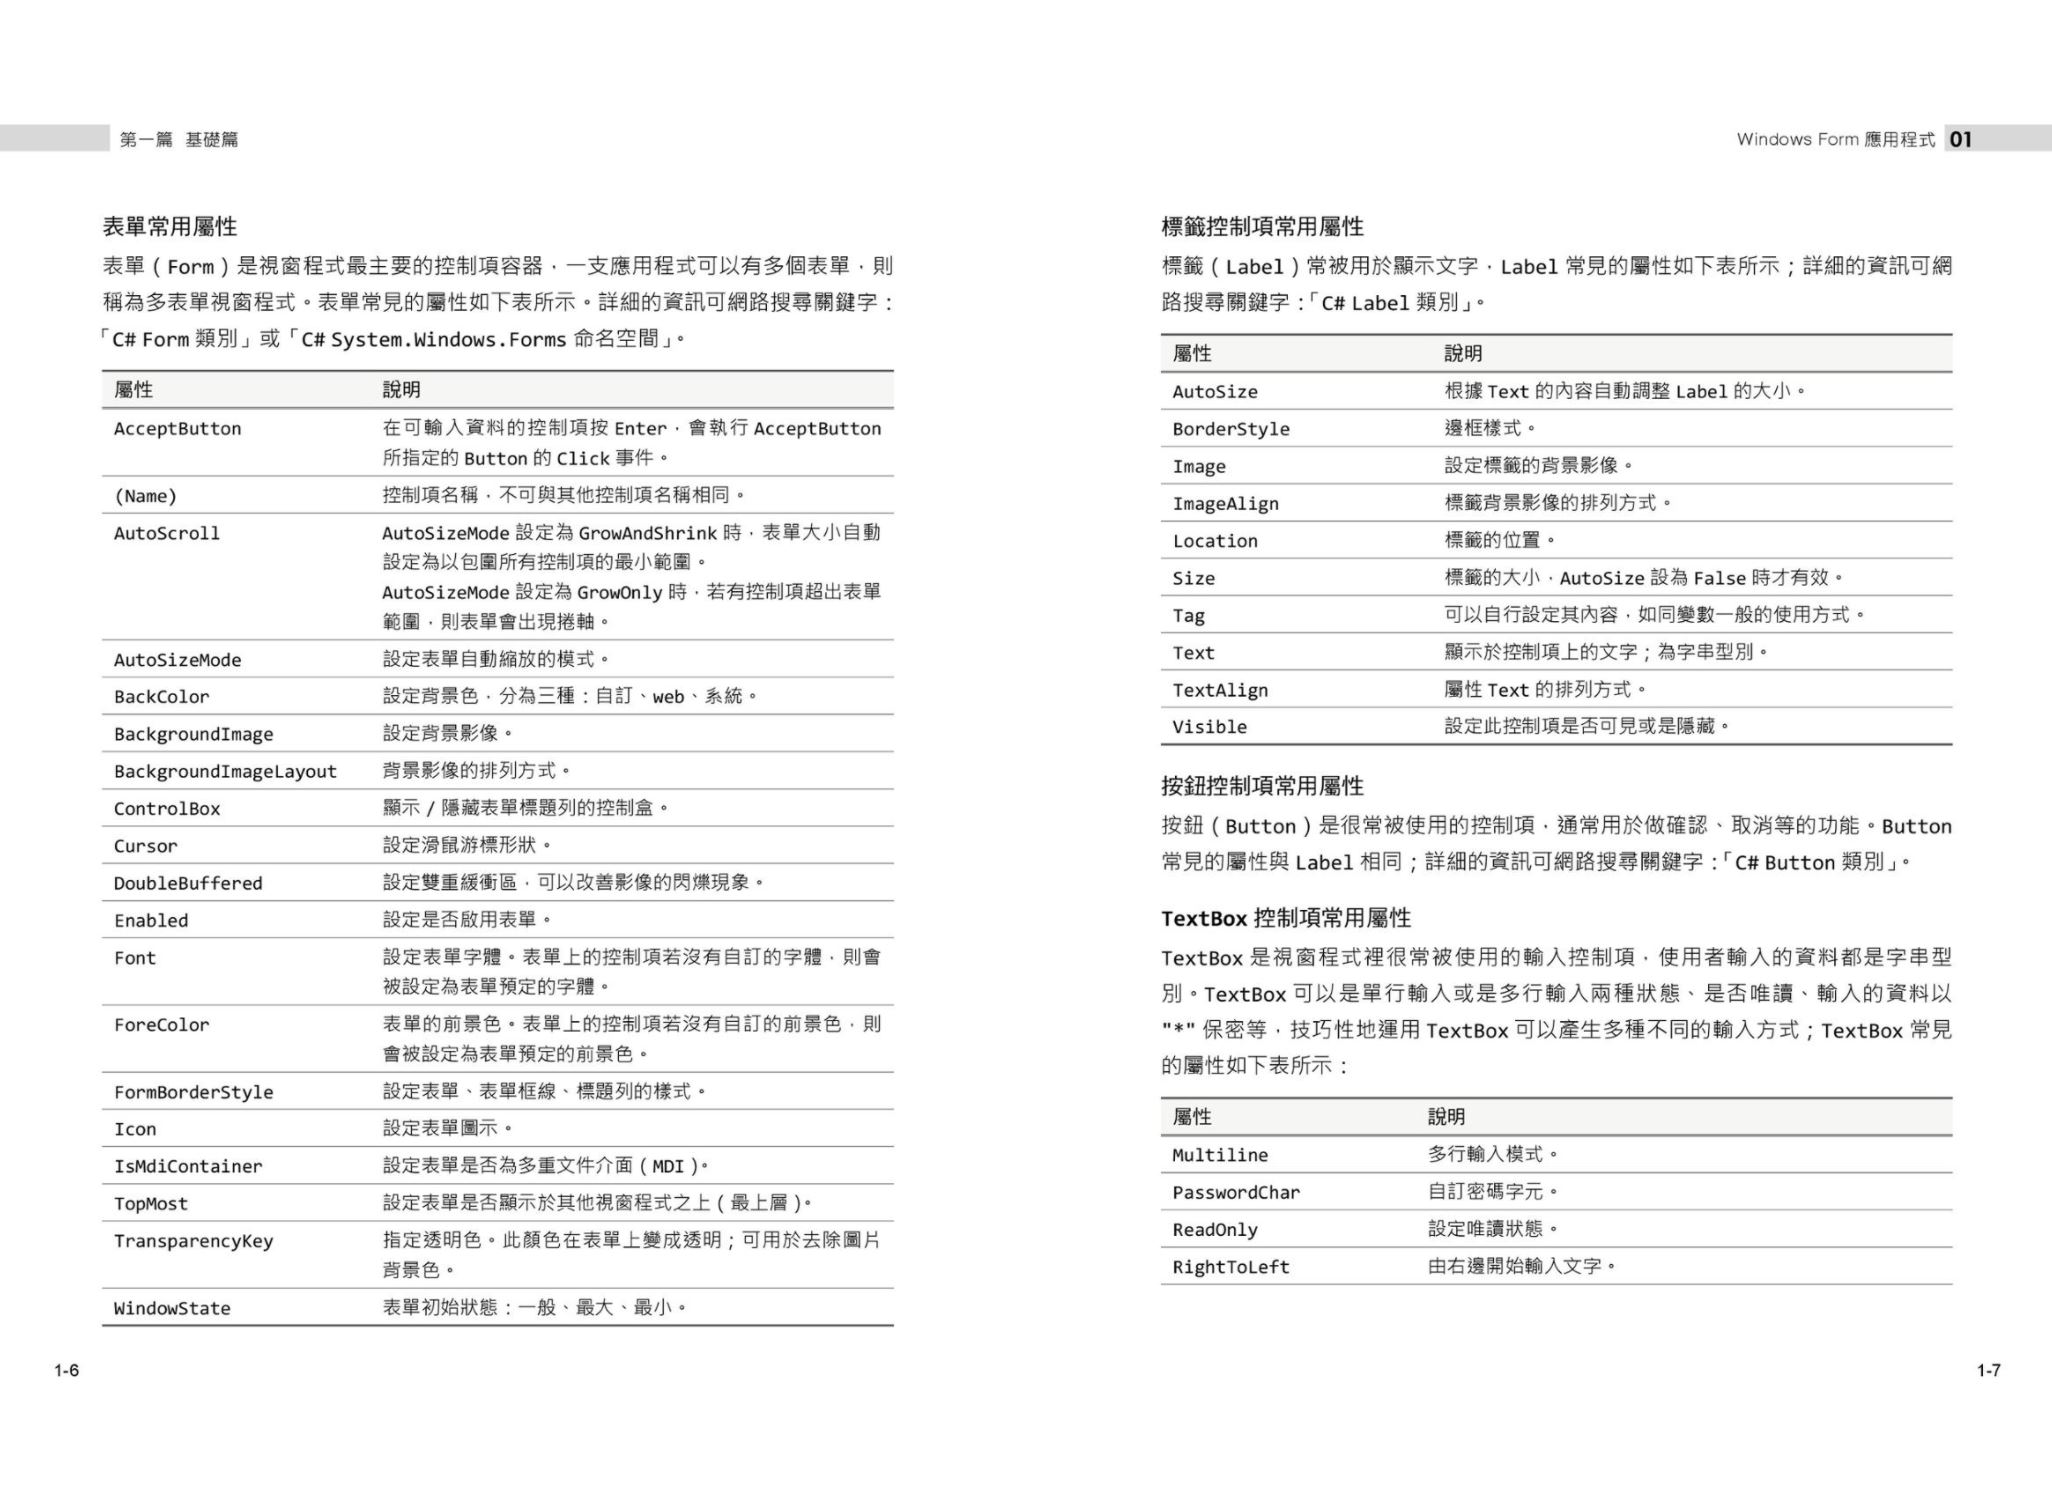 第一篇 基礎篇
表單常用屬性
表單（Form）是視窗程式最主要的控制項容器，一支應用程式可以有多個表單，則
稱為多表單視窗程式。表單常見的屬性如下表所示。詳細的資訊可網路搜尋關鍵字：
「C# Form 類別」或「C# System.Windows.Forms 命名空間」。
屬性 說明
AcceptButton 在可輸入資料的控制項按 Enter，會執行 AcceptButton
所指定的 Button 的 Click 事件。
(Name) 控制項名稱，不可與其他控制項名稱相同。
AutoScroll AutoSizeMode 設定為 GrowAndShrink 時，表單大小自動
設定為以包圍所有控制項的最小範圍。
AutoSizeMode 設定為 GrowOnly 時，若有控制項超出表單
範圍，則表單會出現捲軸。
AutoSizeMode 設定表單自動縮放的模式。
BackColor 設定背景色，分為三種：自訂、web、系統。
BackgroundImage 設定背景影像。
BackgroundImageLayout 背景影像的排列方式。
ControlBox 顯示 / 隱藏表單標題列的控制盒。
Cursor 設定滑鼠游標形狀。
DoubleBuffered 設定雙重緩衝區，可以改善影像的閃爍現象。
Enabled 設定是否啟用表單。
Font 設定表單字體。表單上的控制項若沒有自訂的字體，則會
被設定為表單預定的字體。
ForeColor 表單的前景色。表單上的控制項若沒有自訂的前景色，則
會被設定為表單預定的前景色。
FormBorderStyle 設定表單、表單框線、標題列的樣式。
Icon 設定表單圖示。
IsMdiContainer 設定表單是否為多重文件介面（MDI）。
TopMost 設定表單是否顯示於其他視窗程式之上（最上層）。
TransparencyKey 指定透明色。此顏色在表單上變成透明；可用於去除圖片
背景色。
WindowState 表單初始狀態：一般、最大、最小。
1-6
Windows Form 應用程式 01
標籤控制項常用屬性
標籤（Label）常被用於顯示文字，Label 常見的屬性如下表所示；詳細的資訊可網
路搜尋關鍵字：「C# Label 類別」。
屬性 說明
AutoSize 根據 Text 的內容自動調整 Label 的大小。
BorderStyle 邊框樣式。
Image 設定標籤的背景影像。
ImageAlign 標籤背景影像的排列方式。
Location 標籤的位置。
Size 標籤的大小，AutoSize 設為 False 時才有效。
Tag 可以自行設定其內容，如同變數一般的使用方式。
Text 顯示於控制項上的文字；為字串型別。
TextAlign 屬性 Text 的排列方式。
Visible 設定此控制項是否可見或是隱藏。
按鈕控制項常用屬性
按鈕（Button）是很常被使用的控制項，通常用於做確認、取消等的功能。Button
常見的屬性與 Label 相同；詳細的資訊可網路搜尋關鍵字：「C# Button 類別」。
TextBox 控制項常用屬性
TextBox 是視窗程式裡很常被使用的輸入控制項，使用者輸入的資料都是字串型
別。TextBox 可以是單行輸入或是多行輸入兩種狀態、是否唯讀、輸入的資料以
"*" 保密等，技巧性地運用 TextBox 可以產生多種不同的輸入方式；TextBox 常見
的屬性如下表所示：
屬性 說明
Multiline 多行輸入模式。
PasswordChar 自訂密碼字元。
ReadOnly 設定唯讀狀態。
RightToLeft 由右邊開始輸入文字。
1-7